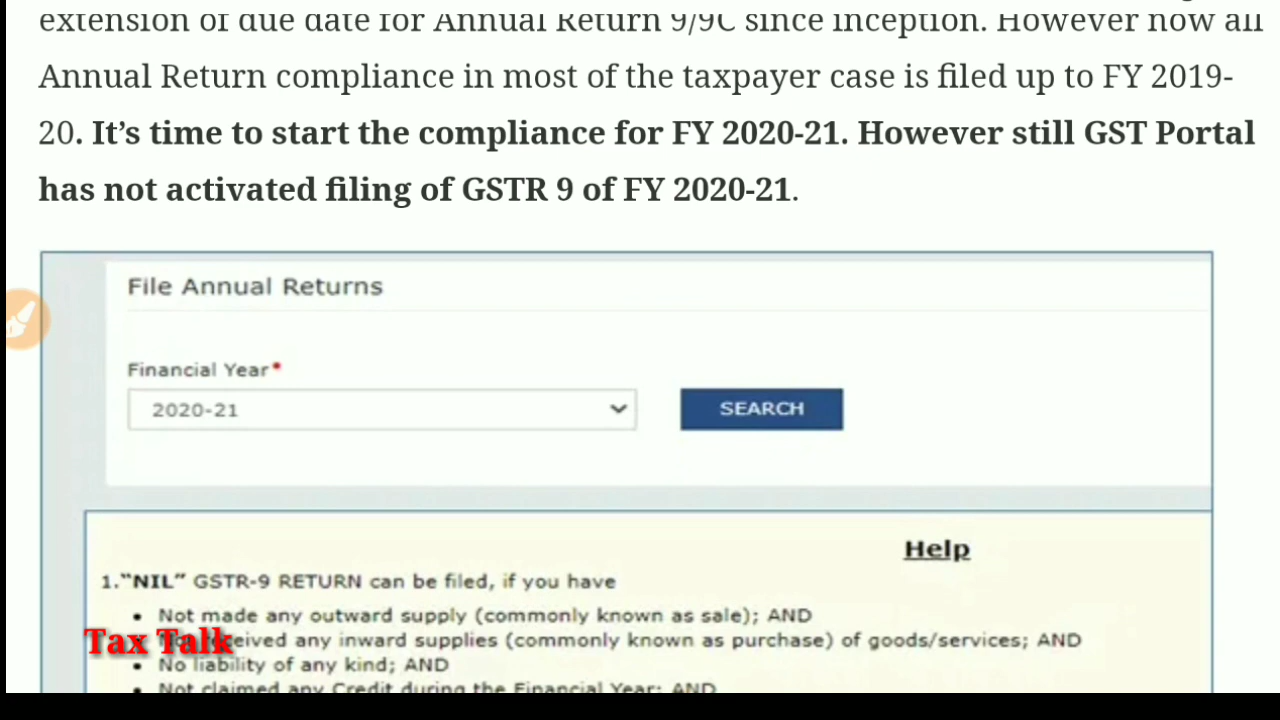 extension of due date for Annual Return 9/9C since inception. However now all
Annual Return compliance in most of the taxpayer case is filed up to FY 2019-
20. It’s time to start the compliance for FY 2020-21. However still GST Portal
has not activated filing of GSTR 9 of FY 2020-21.
File Annual Returns
Financial Year*
2020-21
SEARCH
Help
1."NIL" GSTR-9 RETURN can be filed, if you have
• Not made any outward supply (commonly known as sale); AND
• any inward supplies (commonly known as purchase) of goods/services; AND
Tax Talk
• No liability of any kind; AND
• Not claimed any Credit during the Financial Year; AND